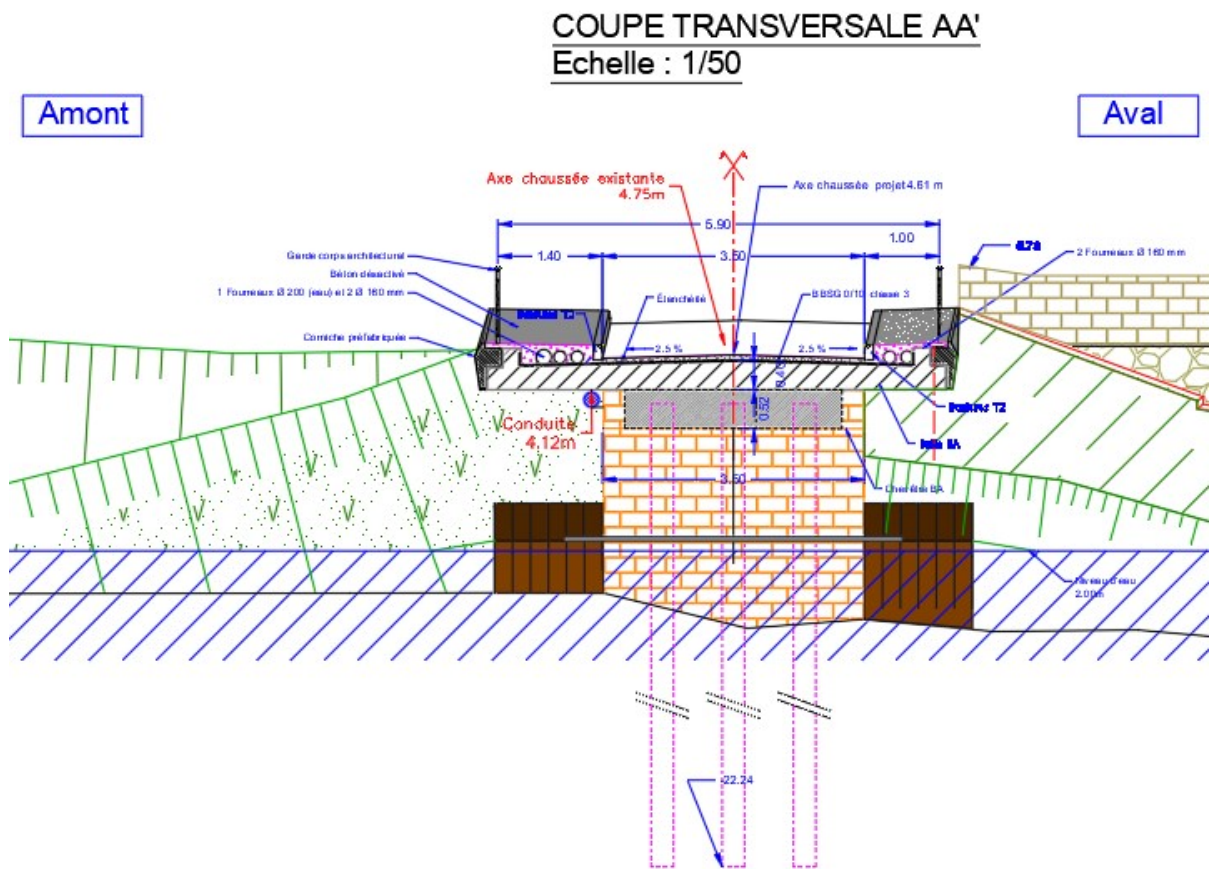 COUPE TRANSVERSALE AA'
Echelle : 1/50
Amont
Aval
Axe chaussée existante
4.75m
Axe chaussée projet 4.61 m
5.90
1.40
3.50
1.00
Garde corps architectural
Béton désactivé
1 Fourreaux Ø 200 (eau) et 2 Ø 160 mm
Corniche préfabriquée
Étanchéité
BBSG 0/10 classe 3
2 Fourreaux Ø 160 mm
2.5 %
2.5 %
0.52
Bordures T2
Conduite
4.12m
3.50
Chevêtre BA
Niveau d'eau
2.00m
-22.24